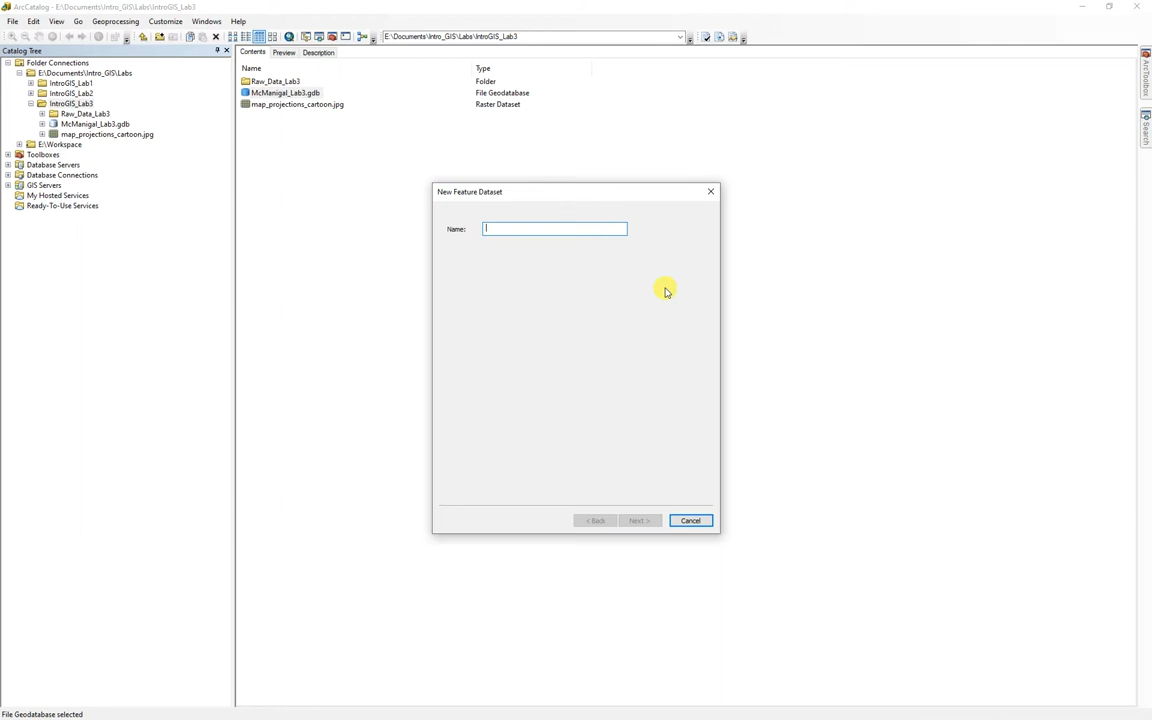 ArcCatalog - E:\Documents\Intro_GIS\Labs\IntroGIS_Lab3
File Edit View Go Geoprocessing Customize Windows Help
E:\Documents\Intro_GIS\Labs\IntroGIS_Lab3
Catalog Tree
Folder Connections
E:\Documents\Intro_GIS\Labs
IntroGIS_Lab1
IntroGIS_Lab2
IntroGIS_Lab3
Raw_Data_Lab3
McManigal_Lab3.gdb
map_projections_cartoon.jpg
E:\Workspace
Toolboxes
Database Servers
Database Connections
GIS Servers
My Hosted Services
Ready-To-Use Services
Contents Preview Description
Name Type
Raw_Data_Lab3 Folder
McManigal_Lab3.gdb File Geodatabase
map_projections_cartoon.jpg Raster Dataset
New Feature Dataset
Name:
< Back Next > Cancel
ArcToolbox
Search
File Geodatabase selected